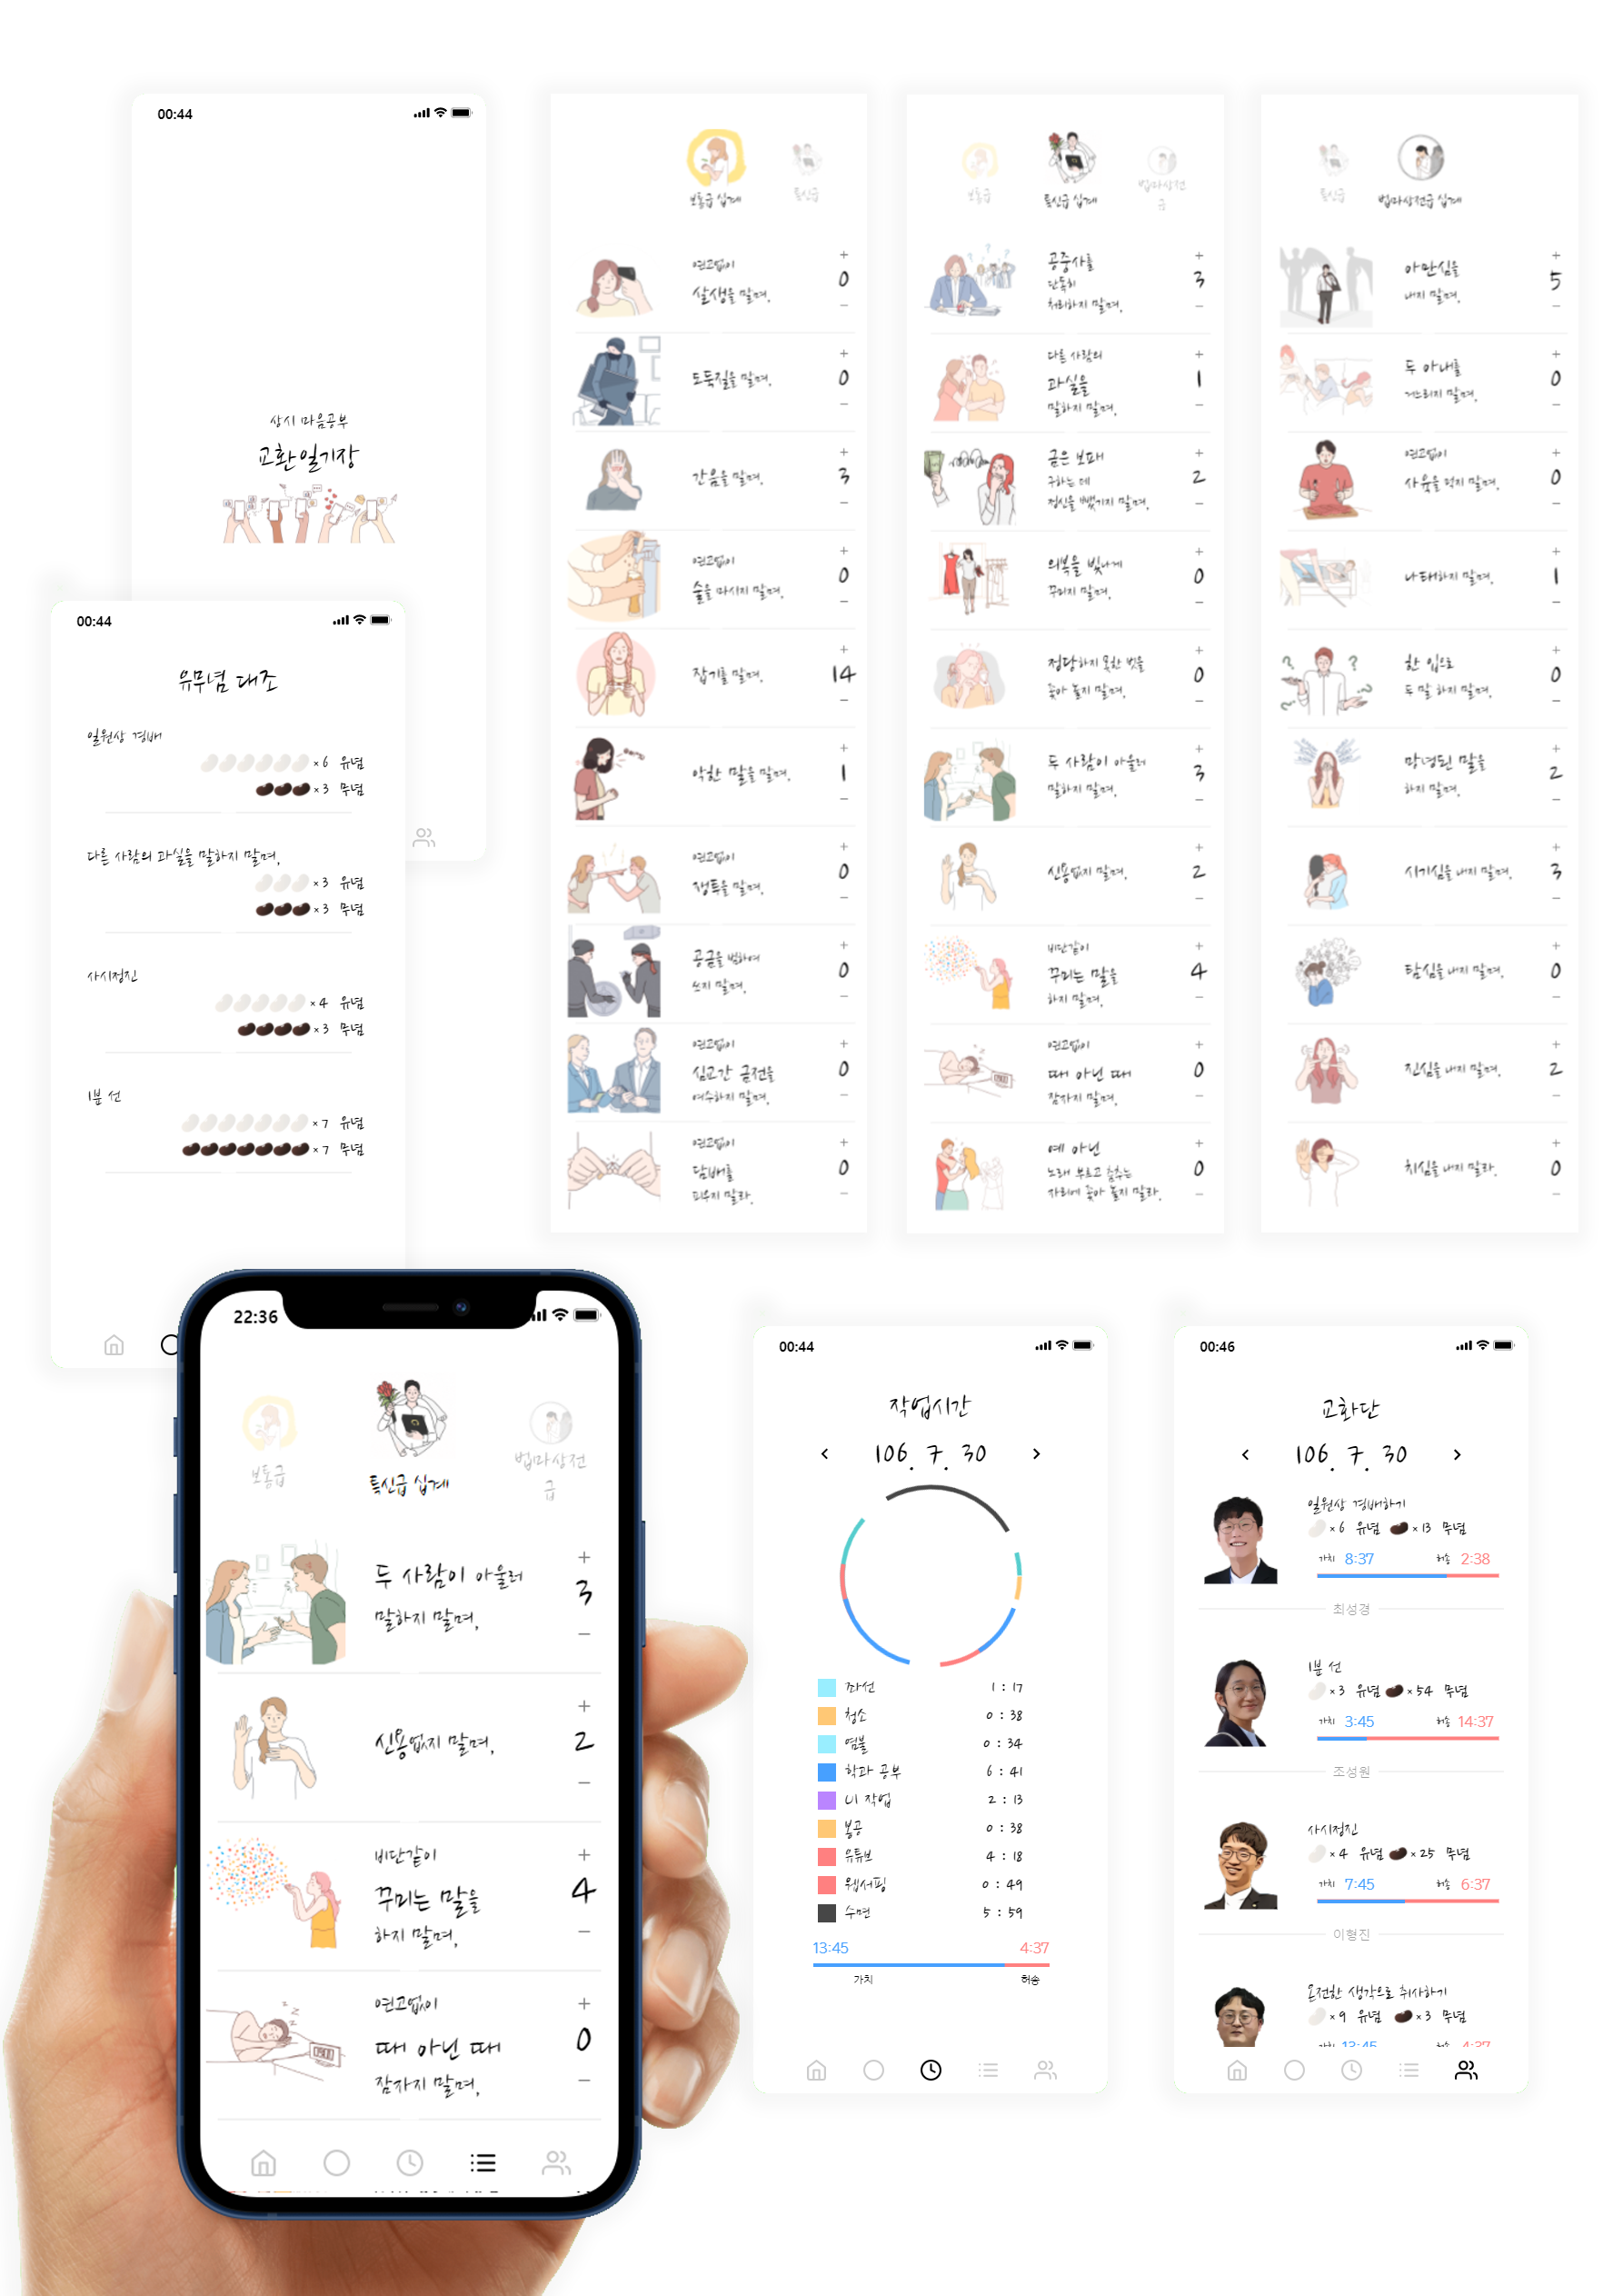 00:44
상시 마음공부
교환일기장
00:44
유무념 대조
일원상 경배
×6 유념
×3 무념
다른 사람의 과실을 말하지 말며,
×3 유념
×3 무념
사시정진
×4 유념
×3 무념
1분 선
×7 유념
×7 무념
보통급 십계
특신급
연고없이
살생을 말며,
+
0
−
도둑질을 말며,
+
0
−
간음을 말며,
+
3
−
연고없이
술을 마시지 말며,
+
0
−
잡기를 말며,
+
14
−
악한 말을 말며,
+
1
−
연고없이
쟁투를 말며,
+
0
−
공금을 범하여
쓰지 말며,
+
0
−
연고없이
심교간 금전을
여수하지 말며,
+
0
−
연고없이
담배를
피우지 말라.
+
0
−
보통급
특신급 십계
법마상전
급
공중사를
단독히
처리하지 말며,
+
3
−
다른 사람의
과실을
말하지 말며,
+
1
−
금은 보패
구하는 데
정신을 뺏기지 말며,
+
2
−
의복을 빛나게
꾸미지 말며,
+
0
−
정당하지 못한 벗을
좇아 놀지 말며,
+
0
−
두 사람이 아울러
말하지 말며,
+
3
−
신용없지 말며,
+
2
−
비단같이
꾸미는 말을
하지 말며,
+
4
−
연고없이
때 아닌 때
잠자지 말며,
+
0
−
예 아닌
노래 부르고 춤추는
자리에 좇아 놀지 말라.
+
0
−
특신급
법마상전급 십계
아만심을
내지 말며,
+
5
−
두 아내를
거느리지 말며,
+
0
−
연고없이
사육을 먹지 말며,
+
0
−
나태하지 말며,
+
1
−
한 입으로
두 말 하지 말며,
+
0
−
망녕된 말을
하지 말며,
+
2
−
시기심을 내지 말며,
+
3
−
탐심을 내지 말며,
+
0
−
진심을 내지 말며,
+
2
−
치심을 내지 말라.
+
0
−
22:36
보통급
특신급 십계
법마상전
급
두 사람이 아울러
말하지 말며,
+
3
−
신용없지 말며,
+
2
−
비단같이
꾸미는 말을
하지 말며,
+
4
−
연고없이
때 아닌 때
잠자지 말며,
+
0
−
00:44
작업시간
< 106. 7. 30 >
좌선 1 : 17
청소 0 : 38
염불 0 : 34
학과 공부 6 : 41
UI 작업 2 : 13
봉공 0 : 38
유튜브 4 : 18
웹서핑 0 : 49
수면 5 : 59
13:45 4:37
가치 허송
00:46
교화단
< 106. 7. 30 >
일원상 경배하기
×6 유념 ×13 무념
가치 8:37 허송 2:38
최성경
1분 선
×3 유념 ×54 무념
가치 3:45 허송 14:37
조성원
사시정진
×4 유념 ×25 무념
가치 7:45 허송 6:37
이형진
온전한 생각으로 취사하기
×9 유념 ×3 무념
가치 13:45 허송 4:37